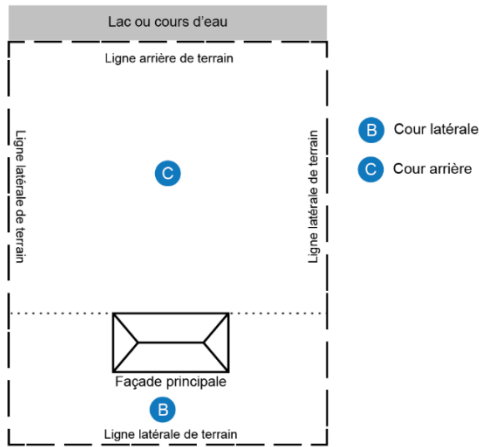 Lac ou cours d'eau
Ligne arrière de terrain
Ligne latérale de terrain
Ligne latérale de terrain
C
B Cour latérale
C Cour arrière
Façade principale
B
Ligne latérale de terrain